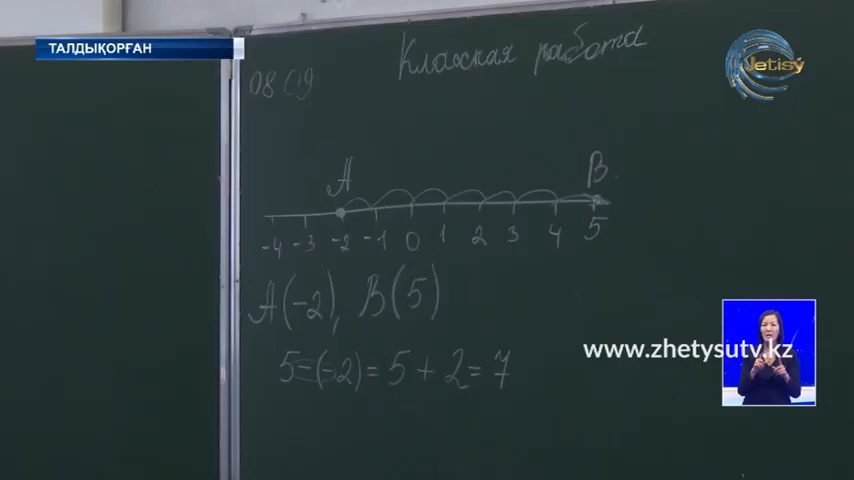 ТАЛДЫҚОРҒАН
Jetisý
08 09
Классная работа
A B
-4 -3 -2 -1 0 1 2 3 4 5
A(-2), B(5)
5-(-2)=5+2=7
www.zhetysutv.kz